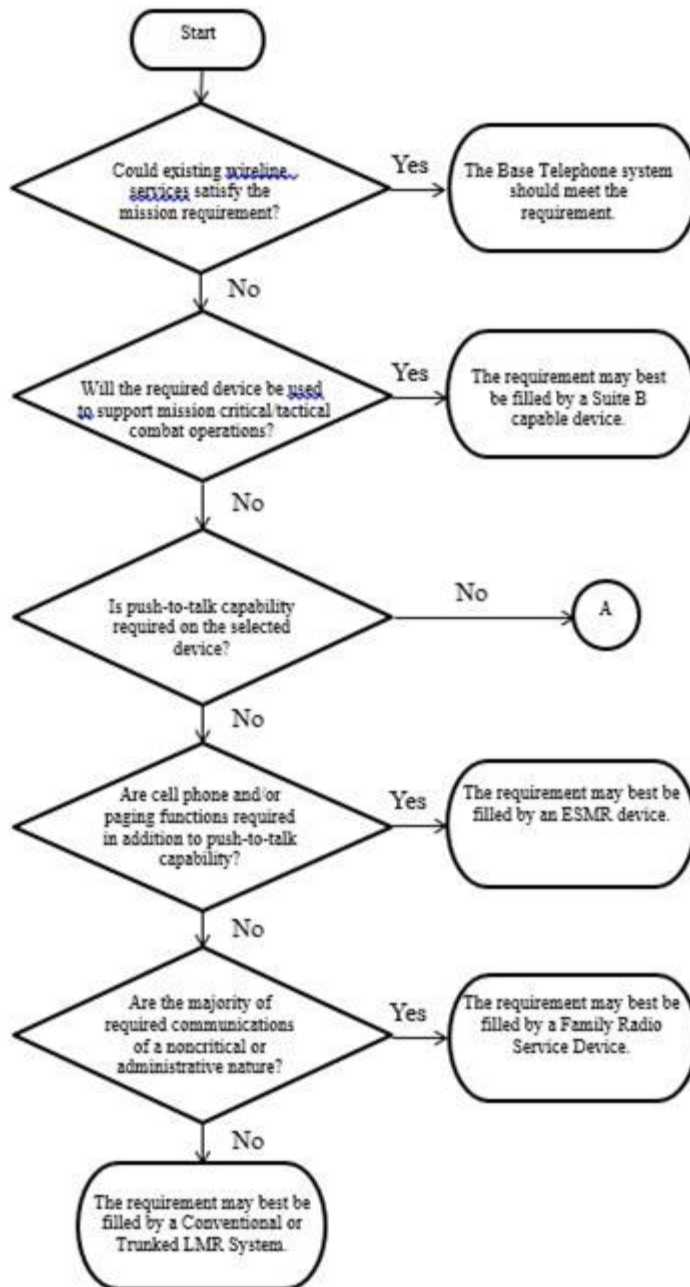 Start
Could existing wireline
services satisfy the
mission requirement?
Yes
The Base Telephone system
should meet the
requirement.
No
Will the required device be used
to support mission critical/tactical
combat operations?
Yes
The requirement may best
be filled by a Suite B
capable device.
No
Is push-to-talk capability
required on the selected
device?
No
A
No
Are cell phone and/or
paging functions required
in addition to push-to-talk
capability?
Yes
The requirement may best be
filled by an ESMR device.
No
Are the majority of
required communications
of a noncritical or
administrative nature?
Yes
The requirement may best be
filled by a Family Radio
Service Device.
No
The requirement may best be
filled by a Conventional or
Trunked LMR System.